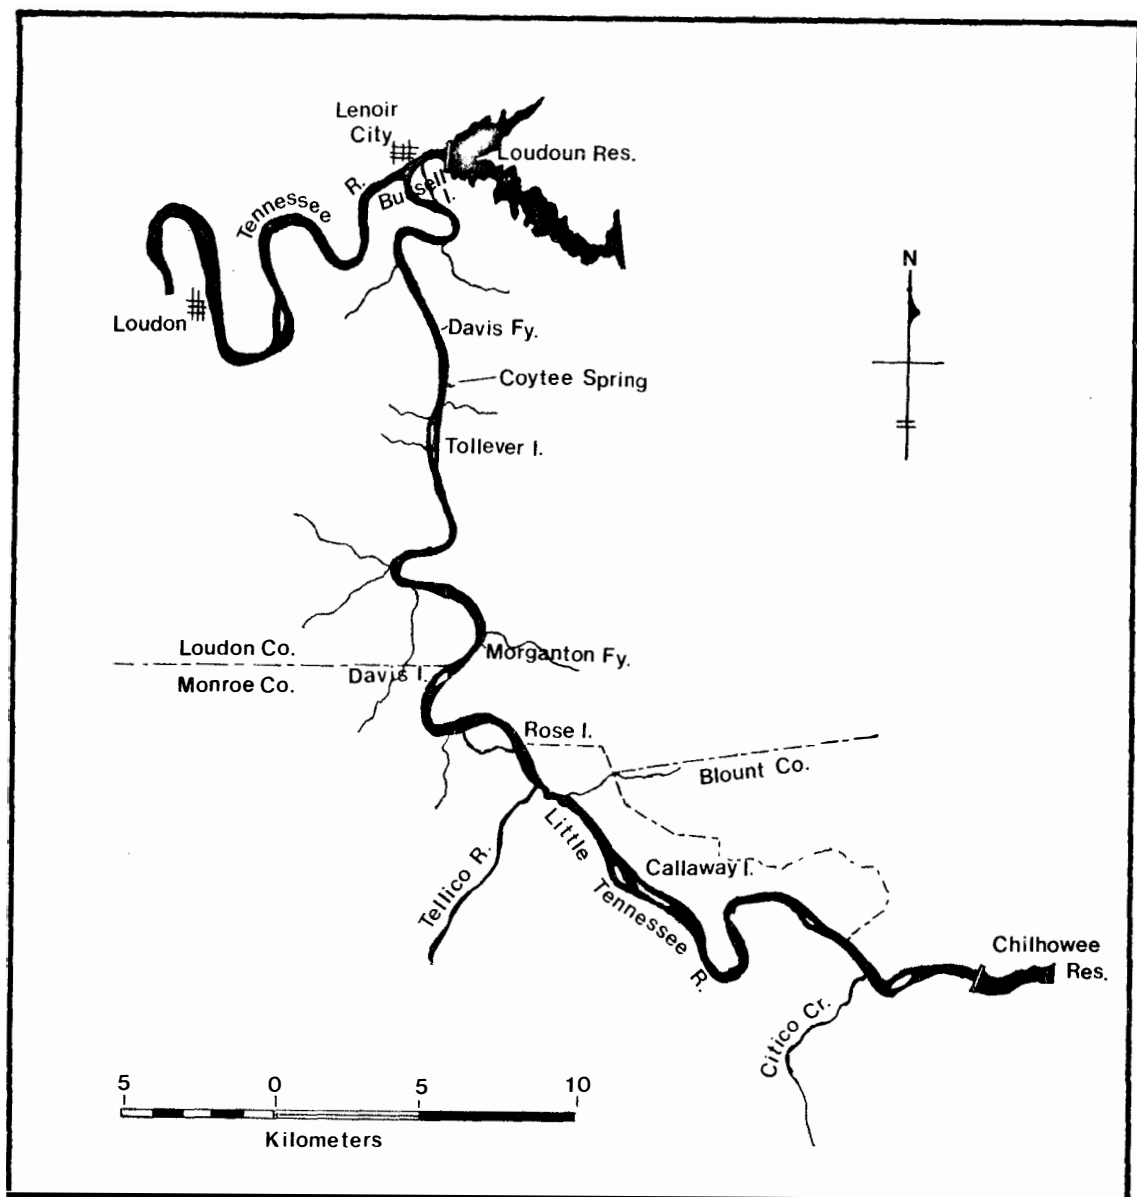 Lenoir
City
Loudoun Res.
Bussell
I.
Tennessee R.
N
Loudon
Davis Fy.
Coytee Spring
Tollever I.
Loudon Co.
Morganton Fy.
Monroe Co.
Davis I.
Rose I.
Blount Co.
Little
Tennessee
R.
Callaway I.
Tellico R.
Chilhowee
Res.
Citico Cr.
5 0 5 10
Kilometers